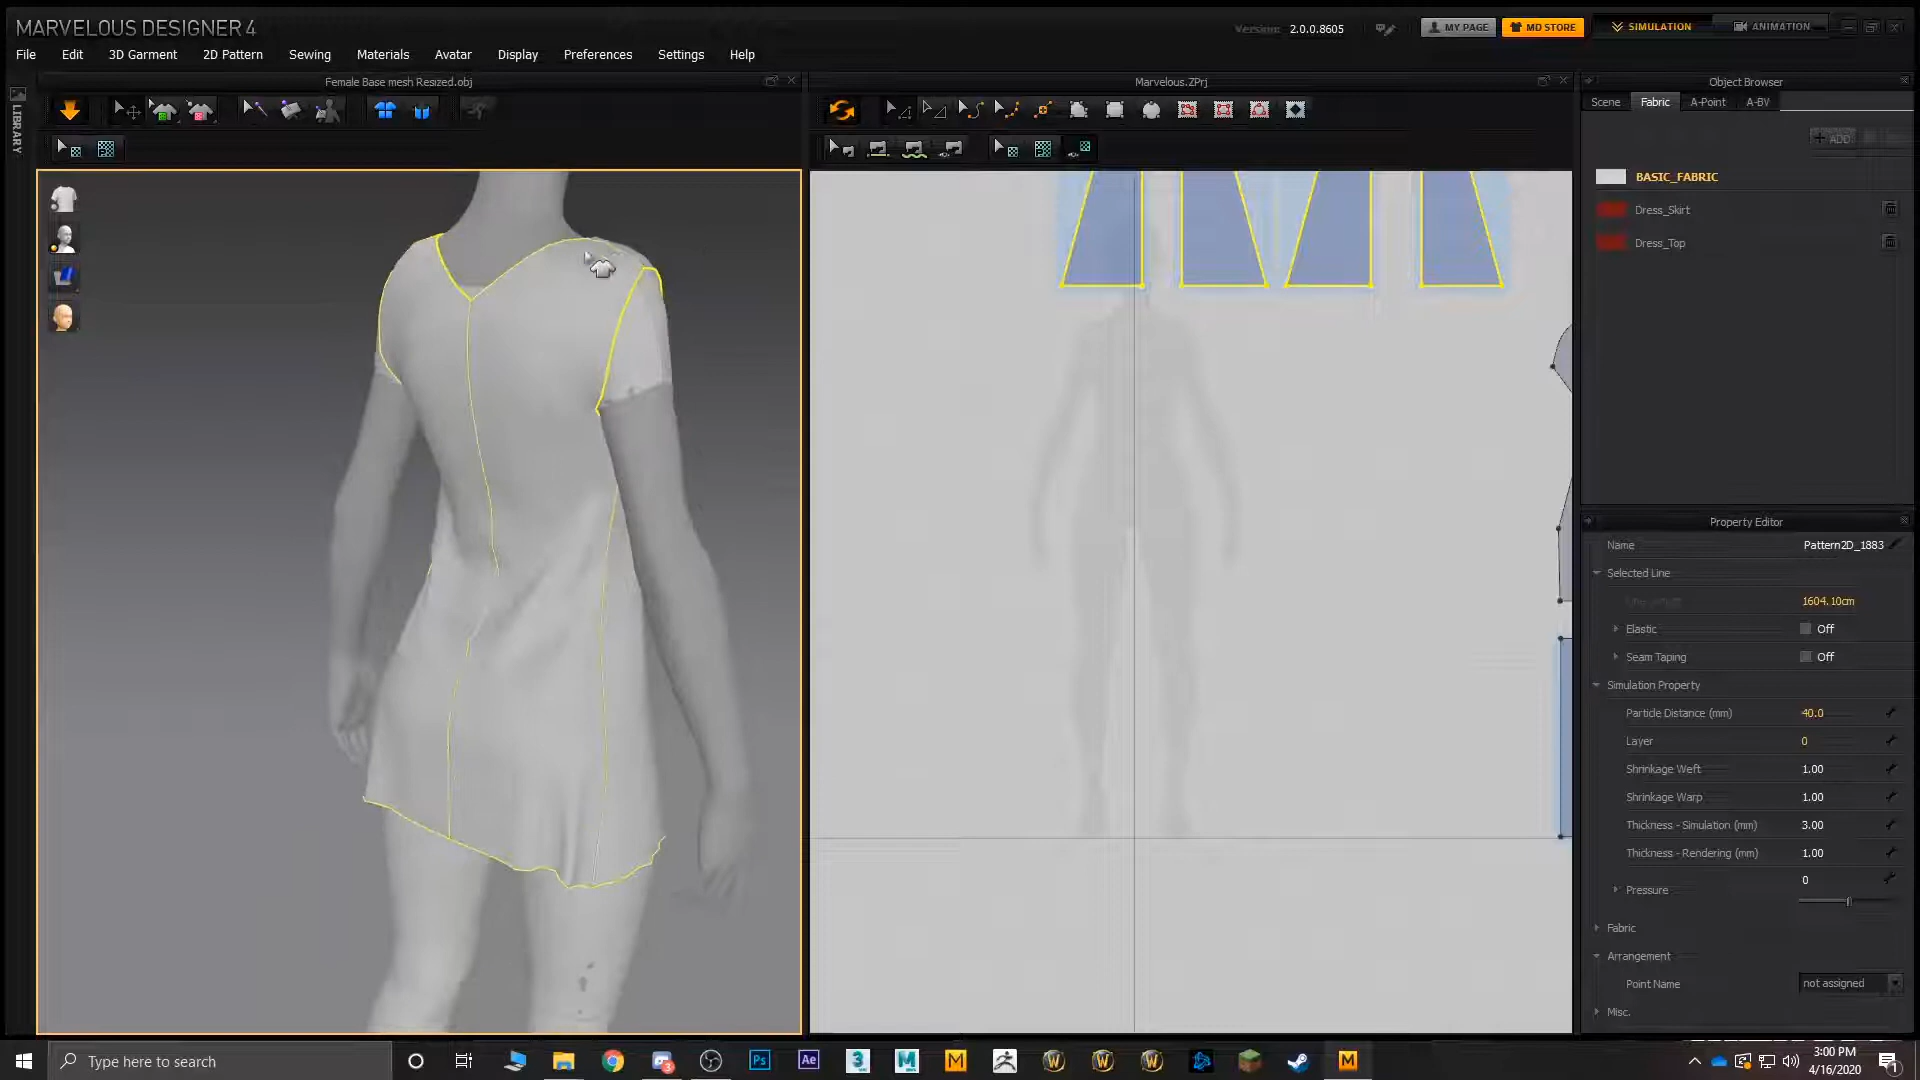 MARVELOUS DESIGNER 4
Version: 2.0.0.8605
MY PAGE
MD STORE
SIMULATION
ANIMATION
File Edit 3D Garment 2D Pattern Sewing Materials Avatar Display Preferences Settings Help
Female Base mesh Resized.obj
Marvelous.ZPrj
Object Browser
LIBRARY
Scene Fabric A-Point A-BV
+ ADD
BASIC_FABRIC
Dress_Skirt
Dress_Top
Property Editor
Name Pattern2D_1883
Selected Line
1604.10cm
Elastic Off
Seam Taping Off
Simulation Property
Particle Distance (mm) 40.0
Layer 0
Shrinkage Weft 1.00
Shrinkage Warp 1.00
Thickness - Simulation (mm) 3.00
Thickness - Rendering (mm) 1.00
Pressure 0
Fabric
Arrangement
Point Name not assigned
Misc.
Type here to search
3
Ps
Ae
3
M
M
W
W
W
M
3:00 PM
4/16/2020
1